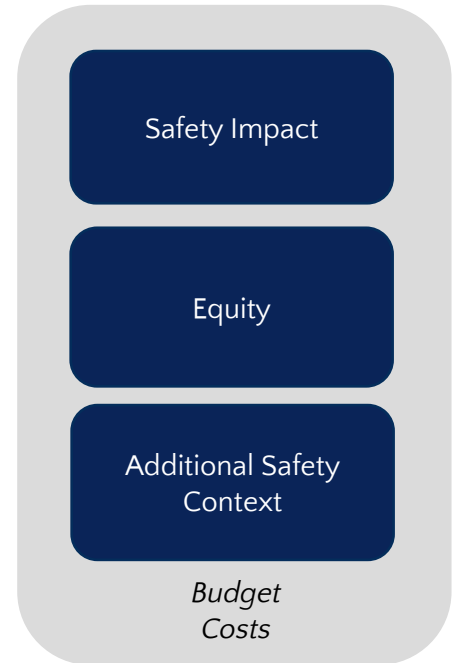 Safety Impact
Equity
Additional Safety
Context
Budget
Costs